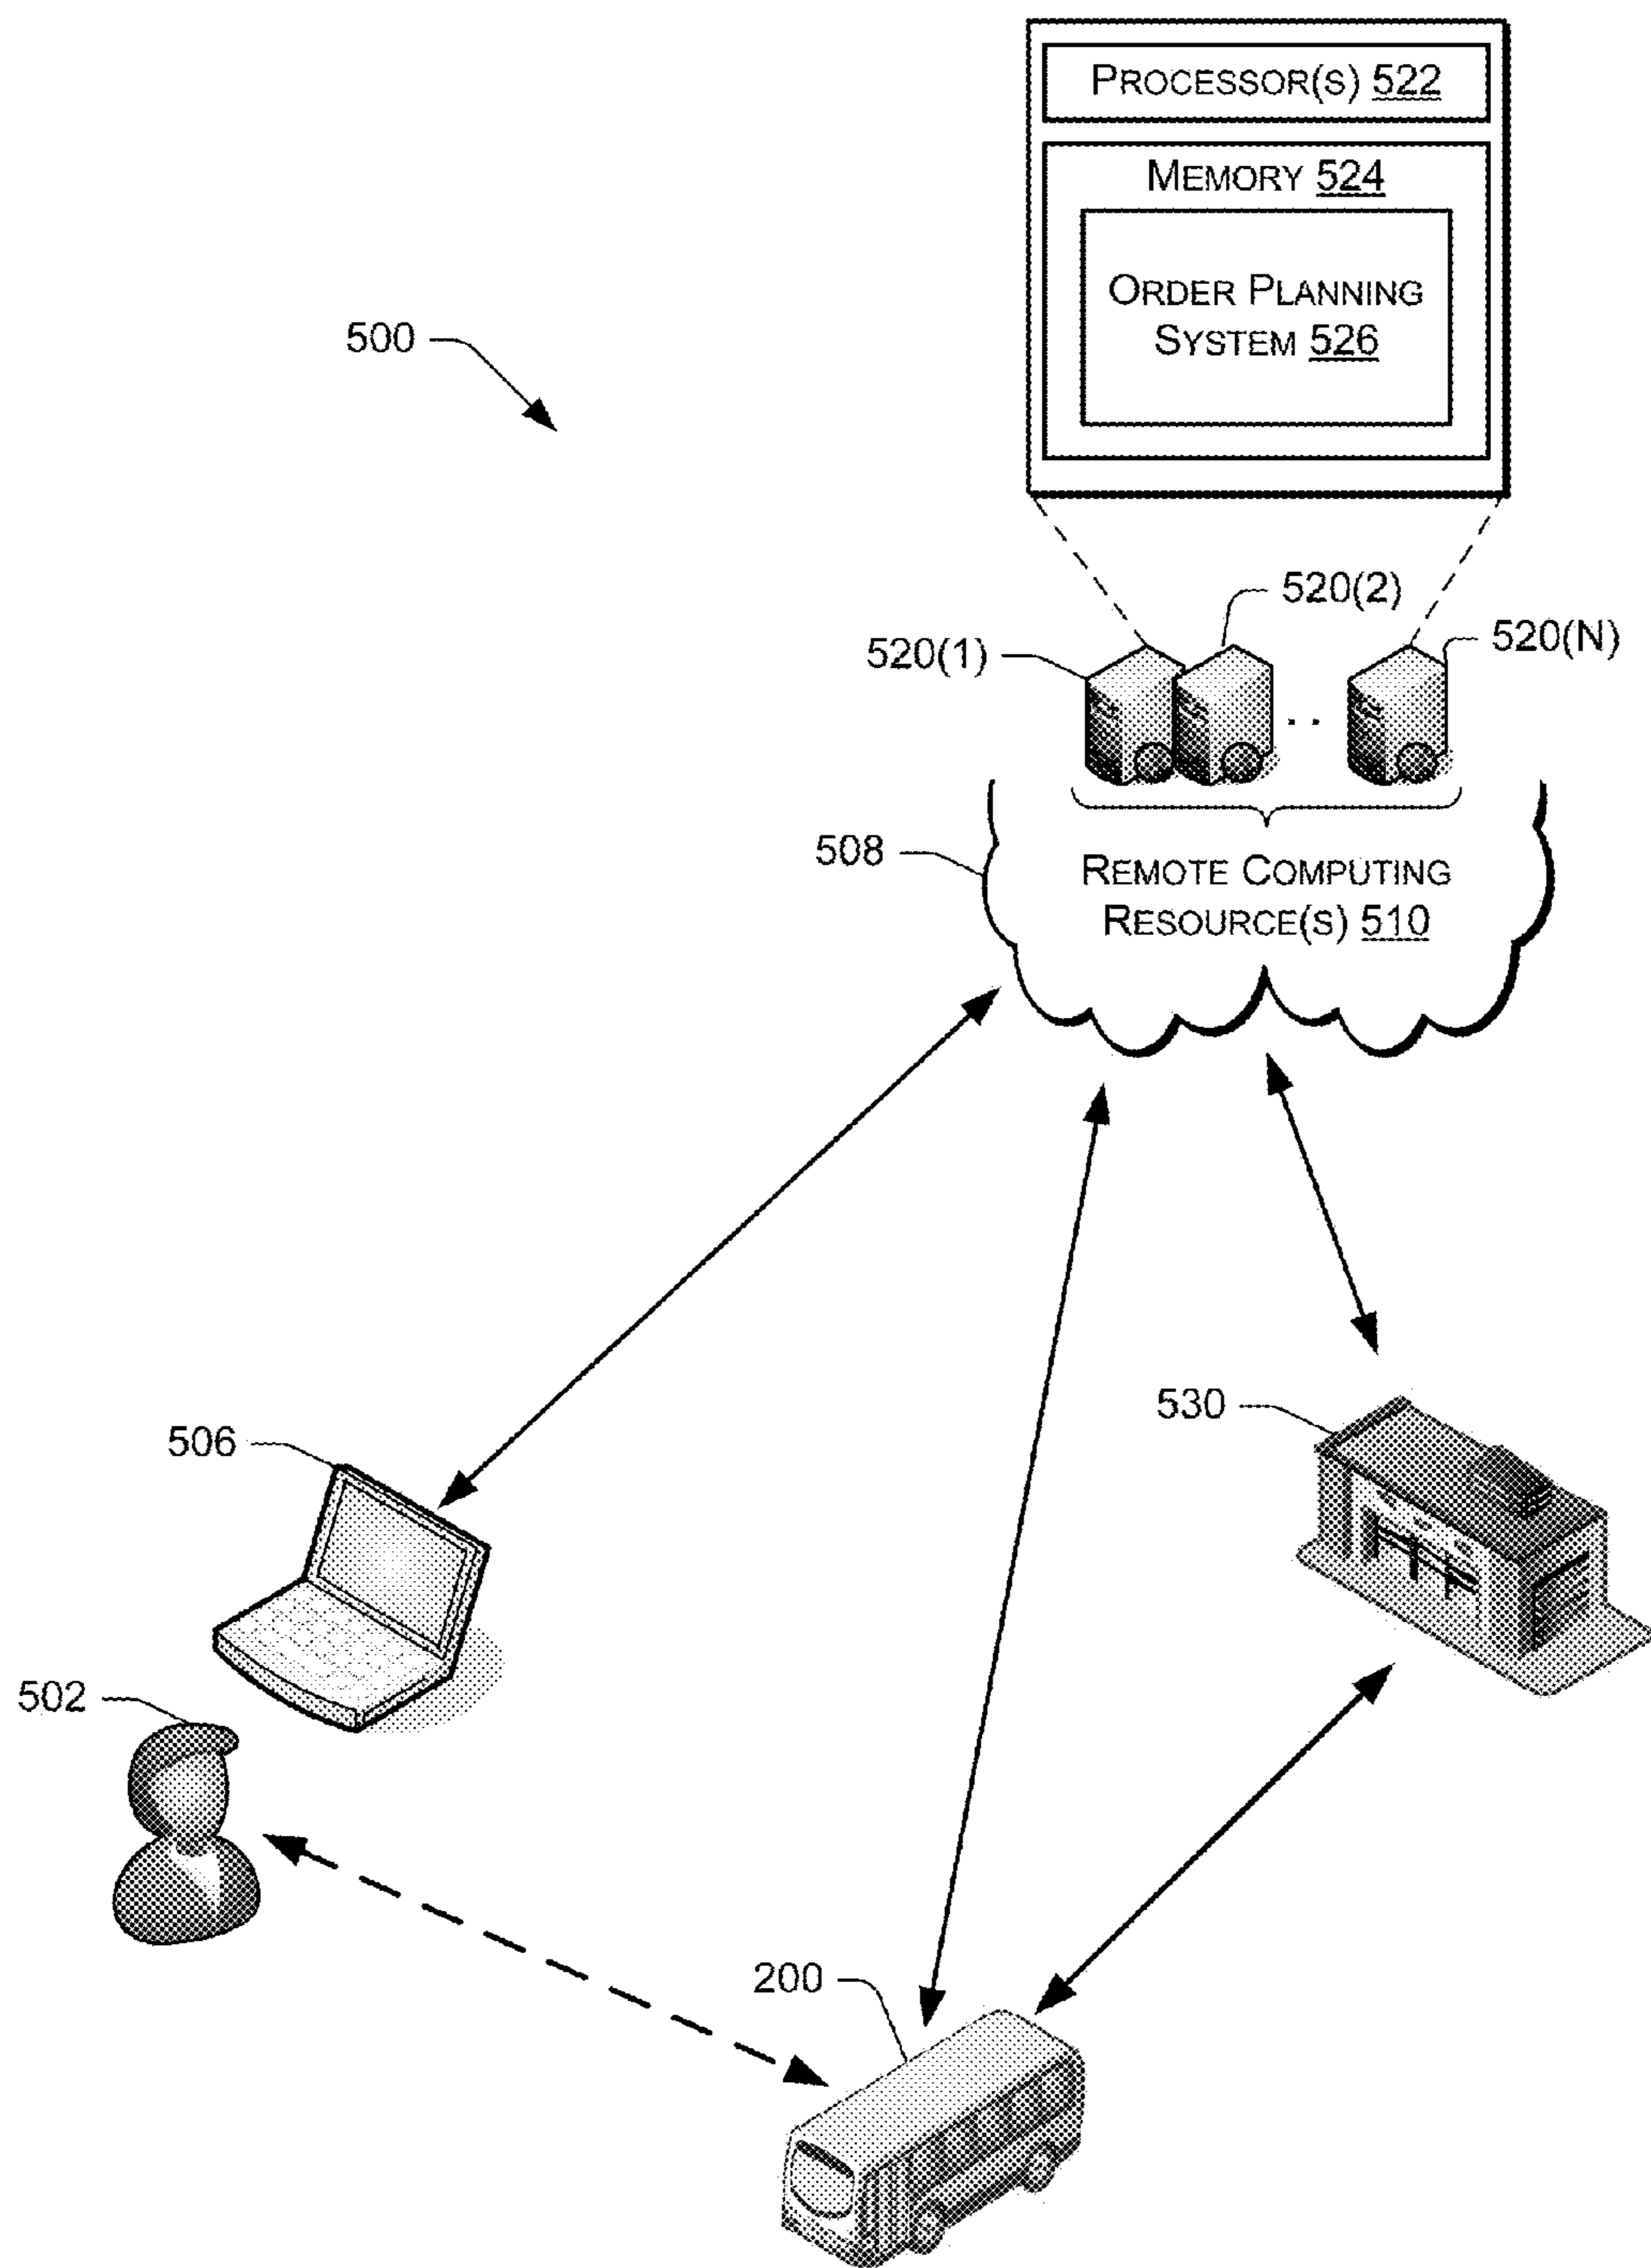 PROCESSOR(S) 522
MEMORY 524
ORDER PLANNING
SYSTEM 526
500
520(2)
520(1)
520(N)
508
REMOTE COMPUTING
RESOURCE(S) 510
530
506
502
200